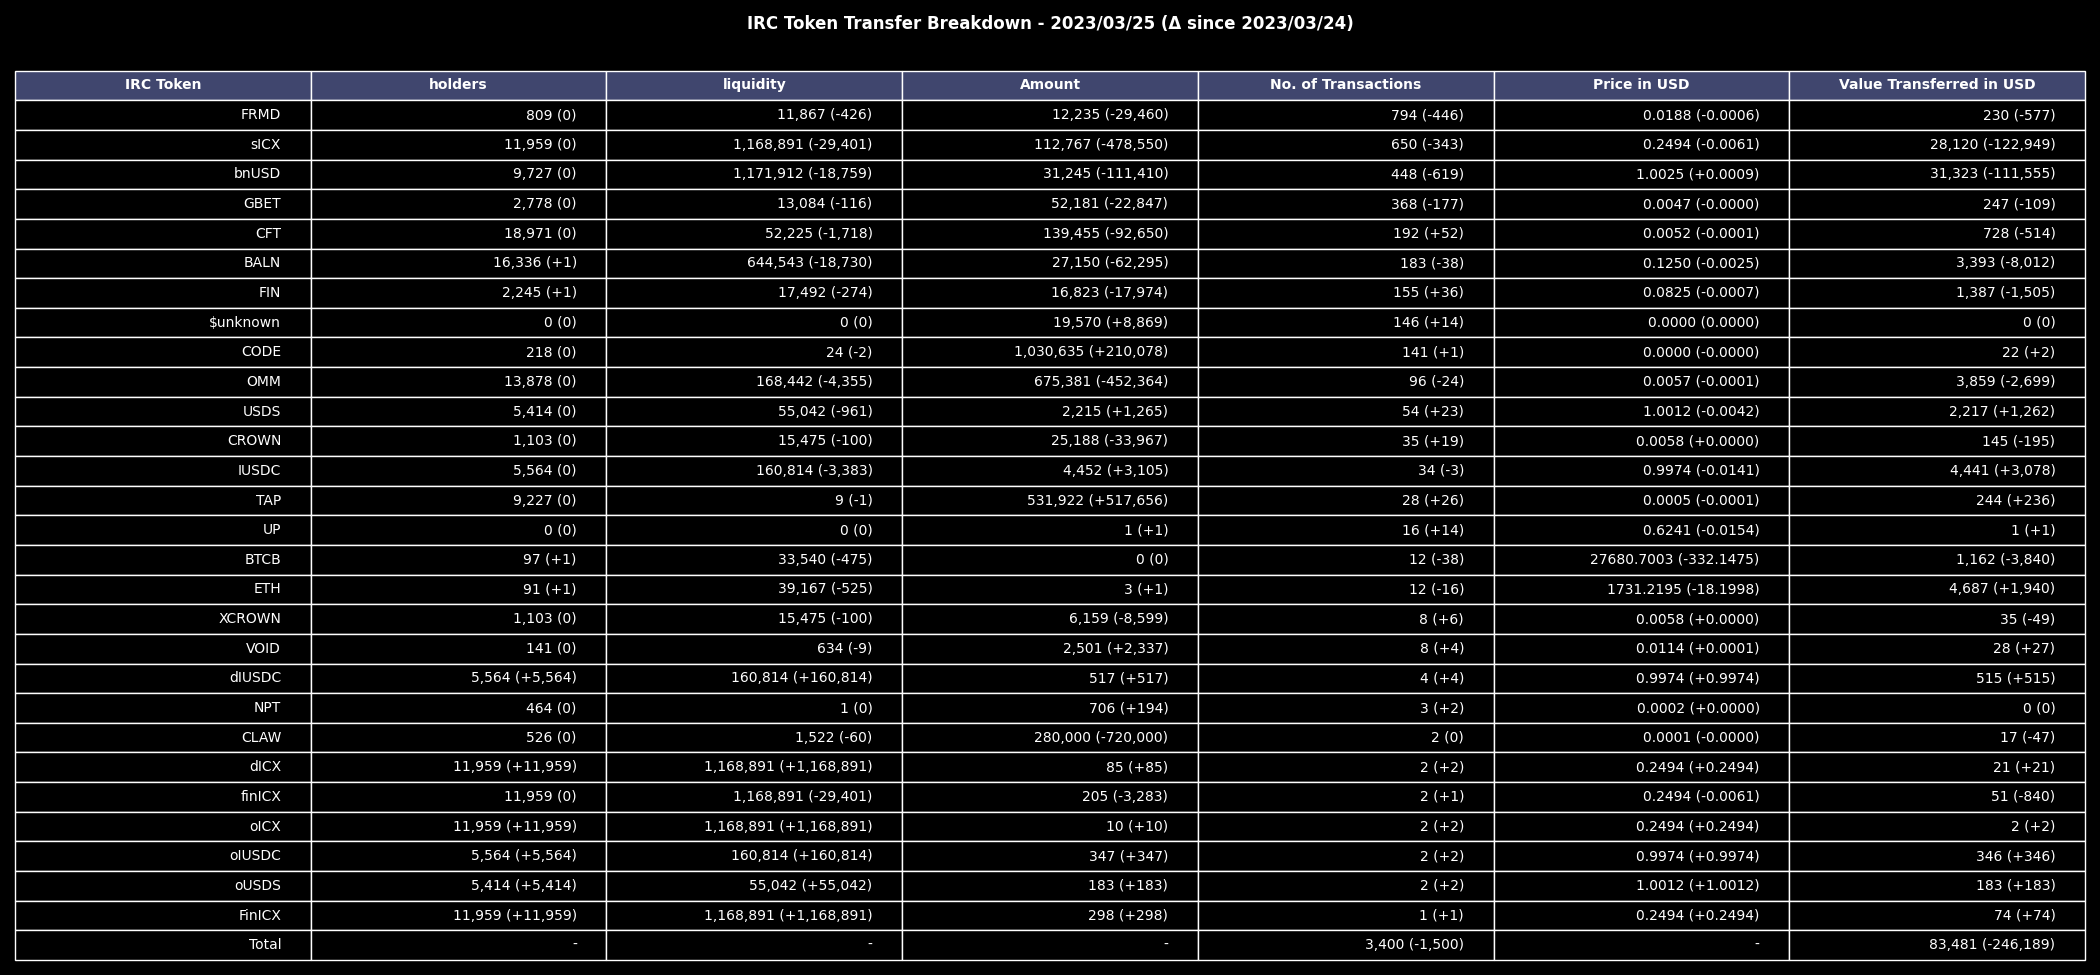 IRC Token Transfer Breakdown - 2023/03/25 (Δ since 2023/03/24)
IRC Token holders liquidity Amount No. of Transactions Price in USD Value Transferred in USD
FRMD 809 (0) 11,867 (-426) 12,235 (-29,460) 794 (-446) 0.0188 (-0.0006) 230 (-577)
sICX 11,959 (0) 1,168,891 (-29,401) 112,767 (-478,550) 650 (-343) 0.2494 (-0.0061) 28,120 (-122,949)
bnUSD 9,727 (0) 1,171,912 (-18,759) 31,245 (-111,410) 448 (-619) 1.0025 (+0.0009) 31,323 (-111,555)
GBET 2,778 (0) 13,084 (-116) 52,181 (-22,847) 368 (-177) 0.0047 (-0.0000) 247 (-109)
CFT 18,971 (0) 52,225 (-1,718) 139,455 (-92,650) 192 (+52) 0.0052 (-0.0001) 728 (-514)
BALN 16,336 (+1) 644,543 (-18,730) 27,150 (-62,295) 183 (-38) 0.1250 (-0.0025) 3,393 (-8,012)
FIN 2,245 (+1) 17,492 (-274) 16,823 (-17,974) 155 (+36) 0.0825 (-0.0007) 1,387 (-1,505)
$unknown 0 (0) 0 (0) 19,570 (+8,869) 146 (+14) 0.0000 (0.0000) 0 (0)
CODE 218 (0) 24 (-2) 1,030,635 (+210,078) 141 (+1) 0.0000 (-0.0000) 22 (+2)
OMM 13,878 (0) 168,442 (-4,355) 675,381 (-452,364) 96 (-24) 0.0057 (-0.0001) 3,859 (-2,699)
USDS 5,414 (0) 55,042 (-961) 2,215 (+1,265) 54 (+23) 1.0012 (-0.0042) 2,217 (+1,262)
CROWN 1,103 (0) 15,475 (-100) 25,188 (-33,967) 35 (+19) 0.0058 (+0.0000) 145 (-195)
IUSDC 5,564 (0) 160,814 (-3,383) 4,452 (+3,105) 34 (-3) 0.9974 (-0.0141) 4,441 (+3,078)
TAP 9,227 (0) 9 (-1) 531,922 (+517,656) 28 (+26) 0.0005 (-0.0001) 244 (+236)
UP 0 (0) 0 (0) 1 (+1) 16 (+14) 0.6241 (-0.0154) 1 (+1)
BTCB 97 (+1) 33,540 (-475) 0 (0) 12 (-38) 27680.7003 (-332.1475) 1,162 (-3,840)
ETH 91 (+1) 39,167 (-525) 3 (+1) 12 (-16) 1731.2195 (-18.1998) 4,687 (+1,940)
XCROWN 1,103 (0) 15,475 (-100) 6,159 (-8,599) 8 (+6) 0.0058 (+0.0000) 35 (-49)
VOID 141 (0) 634 (-9) 2,501 (+2,337) 8 (+4) 0.0114 (+0.0001) 28 (+27)
dIUSDC 5,564 (+5,564) 160,814 (+160,814) 517 (+517) 4 (+4) 0.9974 (+0.9974) 515 (+515)
NPT 464 (0) 1 (0) 706 (+194) 3 (+2) 0.0002 (+0.0000) 0 (0)
CLAW 526 (0) 1,522 (-60) 280,000 (-720,000) 2 (0) 0.0001 (-0.0000) 17 (-47)
dICX 11,959 (+11,959) 1,168,891 (+1,168,891) 85 (+85) 2 (+2) 0.2494 (+0.2494) 21 (+21)
finICX 11,959 (0) 1,168,891 (-29,401) 205 (-3,283) 2 (+1) 0.2494 (-0.0061) 51 (-840)
oICX 11,959 (+11,959) 1,168,891 (+1,168,891) 10 (+10) 2 (+2) 0.2494 (+0.2494) 2 (+2)
oIUSDC 5,564 (+5,564) 160,814 (+160,814) 347 (+347) 2 (+2) 0.9974 (+0.9974) 346 (+346)
oUSDS 5,414 (+5,414) 55,042 (+55,042) 183 (+183) 2 (+2) 1.0012 (+1.0012) 183 (+183)
FinICX 11,959 (+11,959) 1,168,891 (+1,168,891) 298 (+298) 1 (+1) 0.2494 (+0.2494) 74 (+74)
Total - - - 3,400 (-1,500) - 83,481 (-246,189)